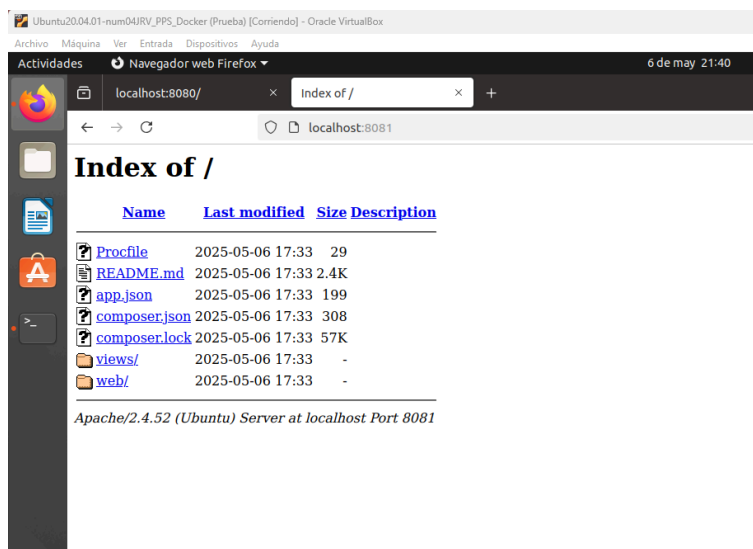 Ubuntu20.04.01-num04JRV_PPS_Docker (Prueba) [Corriendo] - Oracle VirtualBox
Archivo Máquina Ver Entrada Dispositivos Ayuda
Actividades Navegador web Firefox 6 de may 21:40
localhost:8080/ × Index of / × +
localhost:8081
Index of /
Name Last modified Size Description
Procfile 2025-05-06 17:33 29
README.md 2025-05-06 17:33 2.4K
app.json 2025-05-06 17:33 199
composer.json 2025-05-06 17:33 308
composer.lock 2025-05-06 17:33 57K
views/ 2025-05-06 17:33 -
web/ 2025-05-06 17:33 -
Apache/2.4.52 (Ubuntu) Server at localhost Port 8081